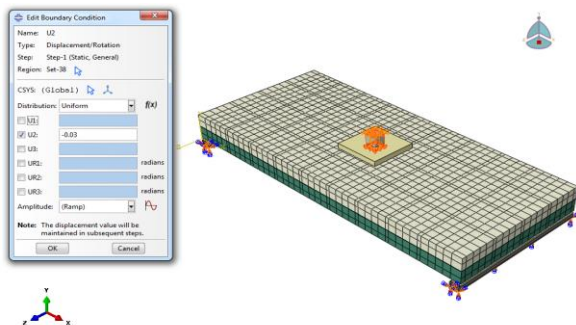 Edit Boundary Condition
Name: U2
Type: Displacement/Rotation
Step: Step-1 (Static, General)
Region: Set-38
CSYS: (Global)
Distribution: Uniform f(x)
U1:
U2: -0.03
U3:
UR1: radians
UR2: radians
UR3: radians
Amplitude: (Ramp)
Note: The displacement value will be
maintained in subsequent steps.
OK Cancel
Y
Z X